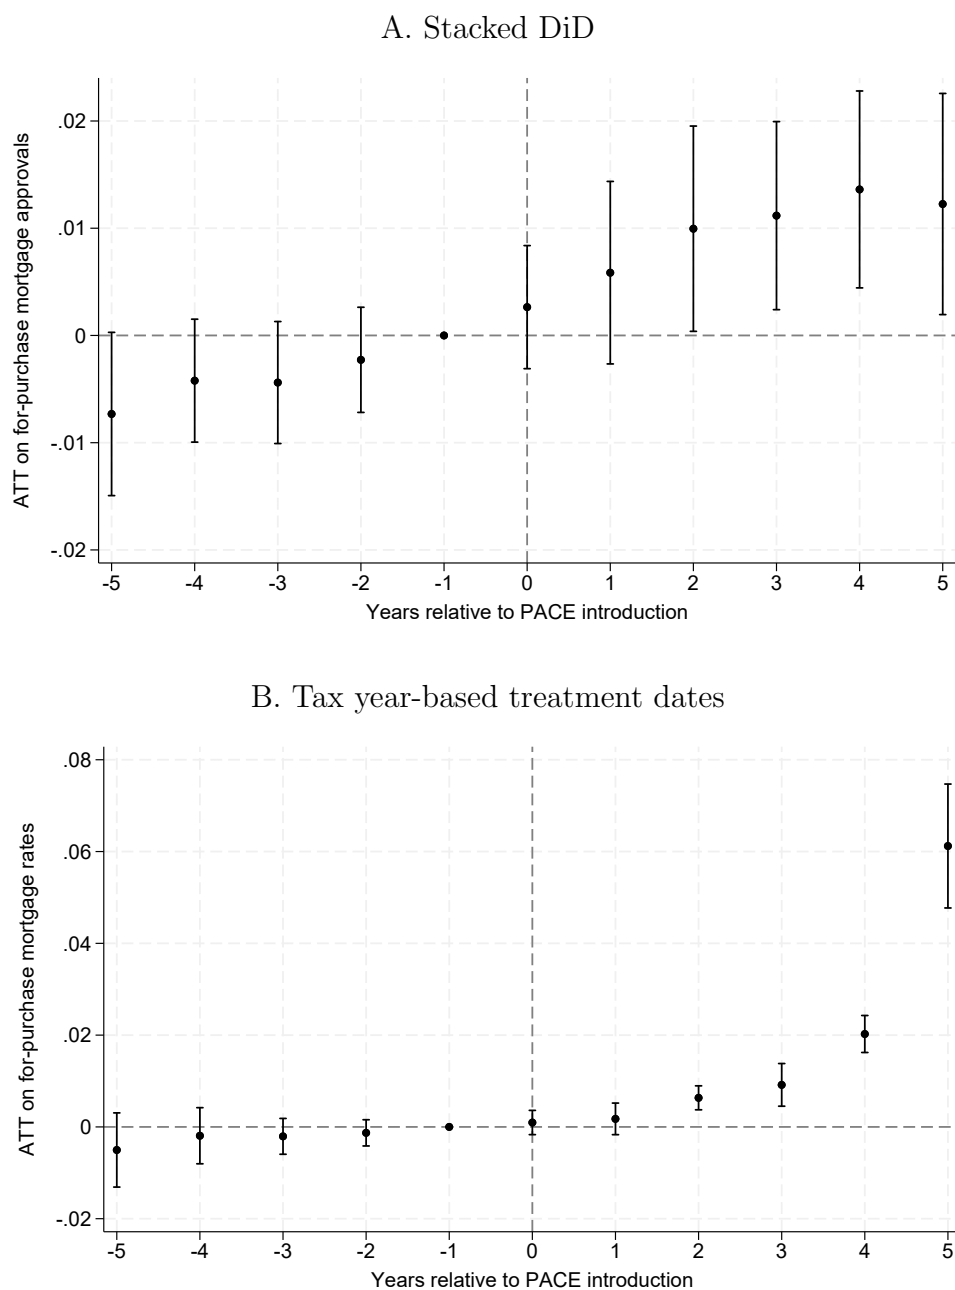 A. Stacked DiD
ATT on for-purchase mortgage approvals
.02
.01
0
-.01
-.02
-5 -4 -3 -2 -1 0 1 2 3 4 5
Years relative to PACE introduction
B. Tax year-based treatment dates
ATT on for-purchase mortgage rates
.08
.06
.04
.02
0
-.02
-5 -4 -3 -2 -1 0 1 2 3 4 5
Years relative to PACE introduction